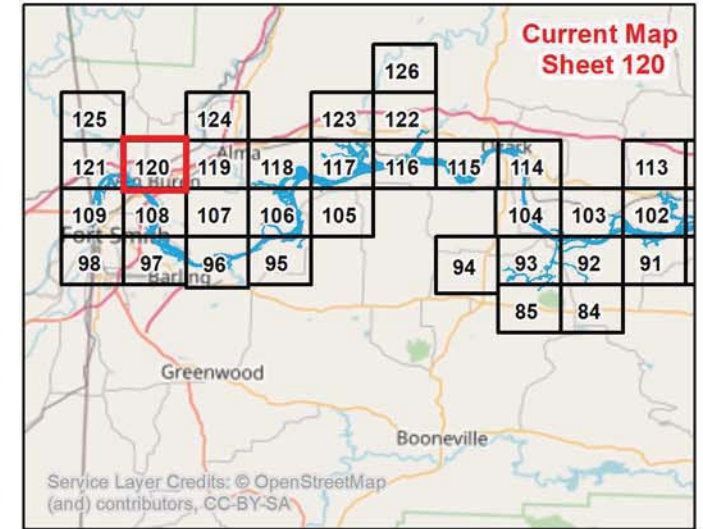 Current Map
Sheet 120
126
125 124 123 122
Alma
Ozark
121 120 119 118 117 116 115 114 113
Van Buren
109 108 107 106 105 104 103 102
Fort Smith
98 97 96 95 94 93 92 91
Barling
85 84
Greenwood
Booneville
Service Layer Credits: © OpenStreetMap
(and) contributors, CC-BY-SA